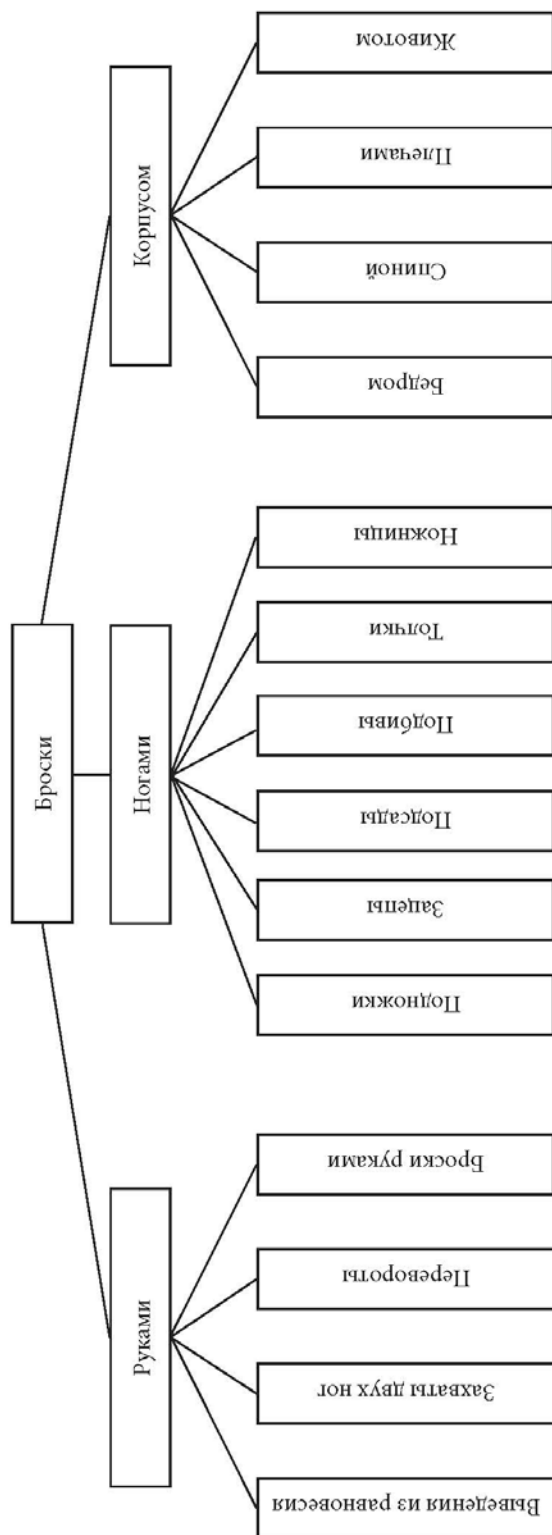 Броски
Руками
Ногами
Корпусом
Выведения из равновесия
Захваты двух ног
Перевороты
Броски руками
Подножки
Зацепы
Подсады
Подбивы
Толчки
Ножницы
Бедром
Спиной
Плечами
Животом